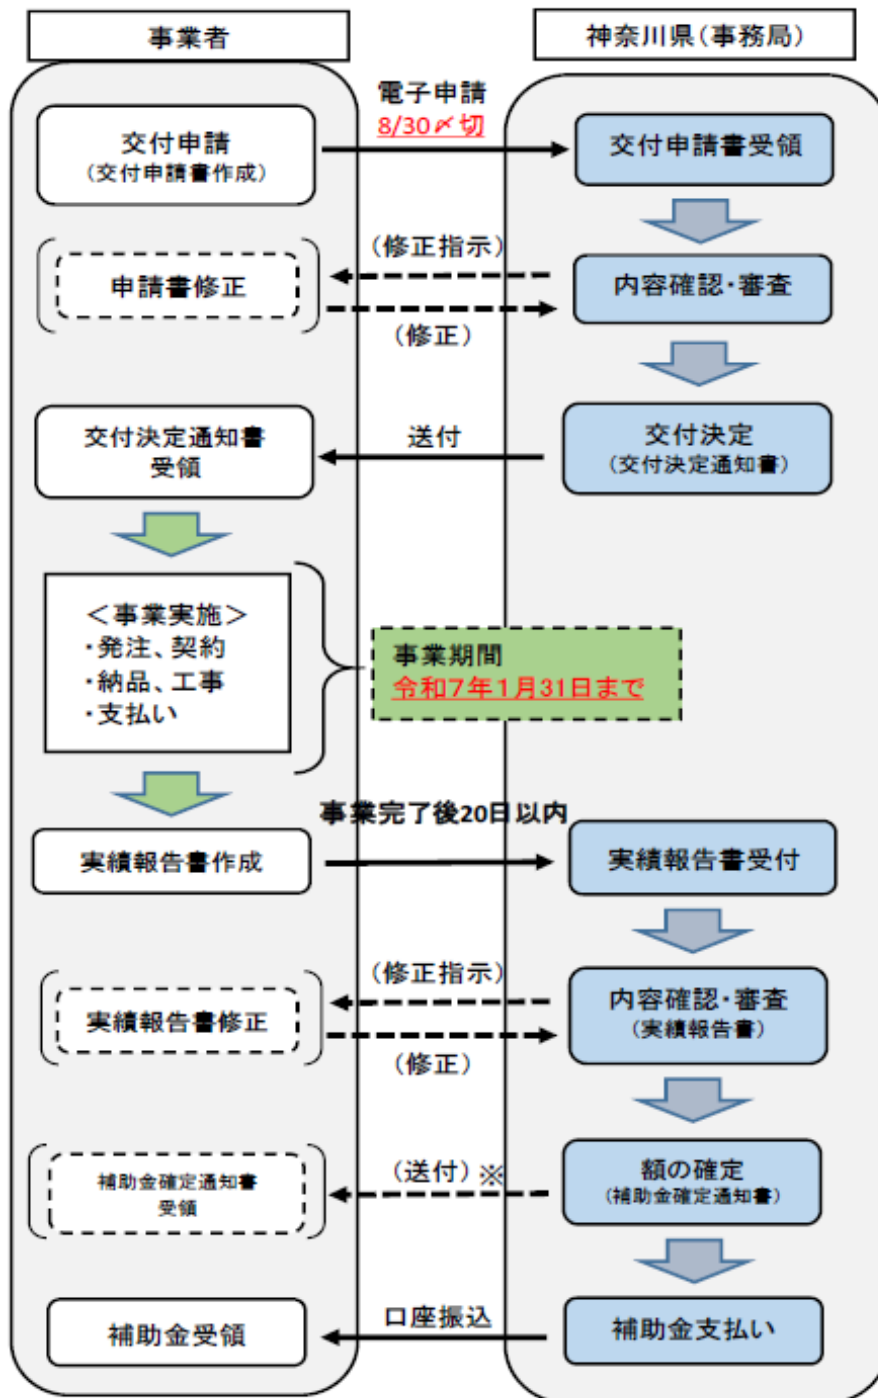 事業者
神奈川県(事務局)
電子申請
8/30〆切
交付申請
(交付申請書作成)
交付申請書受領
(修正指示)
申請書修正
内容確認・審査
(修正)
交付決定通知書
受領
送付
交付決定
(交付決定通知書)
<事業実施>
・発注、契約
・納品、工事
・支払い
事業期間
令和7年1月31日まで
事業完了後20日以内
実績報告書作成
実績報告書受付
(修正指示)
実績報告書修正
内容確認・審査
(実績報告書)
(修正)
補助金確定通知書
受領
(送付)※
額の確定
(補助金確定通知書)
口座振込
補助金受領
補助金支払い